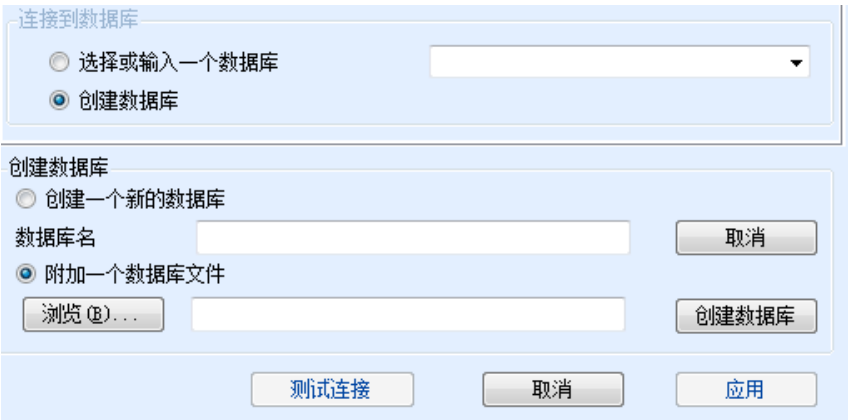 连接到数据库
选择或输入一个数据库
创建数据库
创建数据库
创建一个新的数据库
数据库名
取消
附加一个数据库文件
浏览(B)...
创建数据库
测试连接
取消
应用